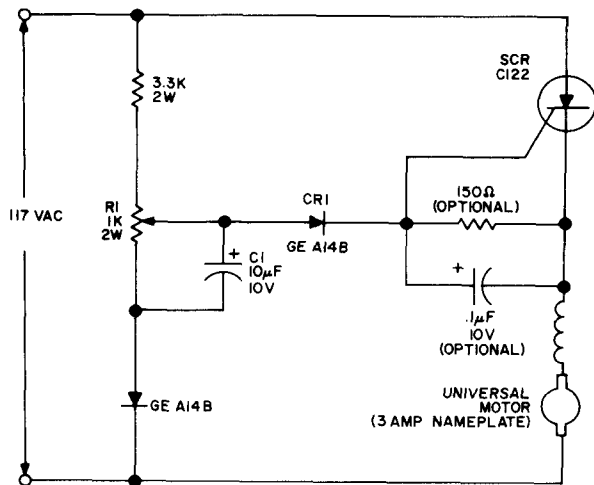 SCR
C122
3.3K
2W
117 VAC
R1
1K
2W
CR1
GE A14B
150Ω
(OPTIONAL)
+
C1
10μF
10V
+
.1μF
10V
(OPTIONAL)
GE A14B
UNIVERSAL
MOTOR
(3 AMP NAMEPLATE)